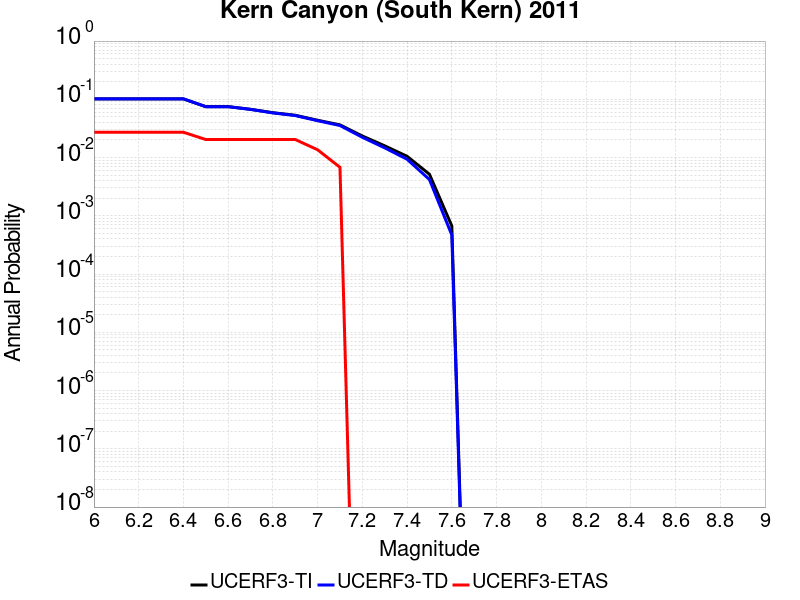 Kern Canyon (South Kern) 2011
10^0
10^-1
10^-2
10^-3
10^-4
10^-5
10^-6
10^-7
10^-8
Annual Probability
6 6.2 6.4 6.6 6.8 7 7.2 7.4 7.6 7.8 8 8.2 8.4 8.6 8.8 9
Magnitude
UCERF3-TI UCERF3-TD UCERF3-ETAS